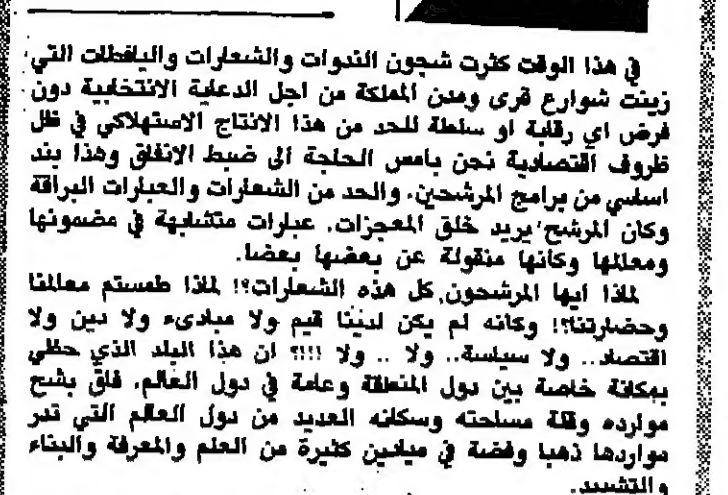 في هذا الوقت كثرت شجون الندوات والشعارات واليافطات التي
زينت شوارع قرى ومدن المملكة من اجل الدعاية الانتخابية دون
فرض اي رقابة او سلطة للحد من هذا الانتاج الاستهلاكي في ظل
ظروف اقتصادية نحن بامس الحاجة الى ضبط الانفاق وهذا بند
اساسي من برامج المرشحين. والحد من الشعارات والعبارات البراقة
وكان المرشح يريد خلق المعجزات. عبارات متشابهة في مضمونها
ومعالمها وكانها منقولة عن بعضها بعضا.
لماذا ايها المرشحون كل هذه الشعارات؟! لماذا طمستم معالمنا
وحضارتنا؟! وكانه لم يكن لدينا قيم ولا مبادىء ولا دين ولا
اقتصاد.. ولا سياسة.. ولا .. ولا !!!؟ ان هذا البلد الذي حظي
بمكانة خاصة بين دول المنطقة وعامة في دول العالم. فاق بشح
موارده وقلة مساحته وسكانه العديد من دول العالم التي تدر
مواردها ذهبا وفضة في ميادين كثيرة من العلم والمعرفة والبناء
والتشييد.